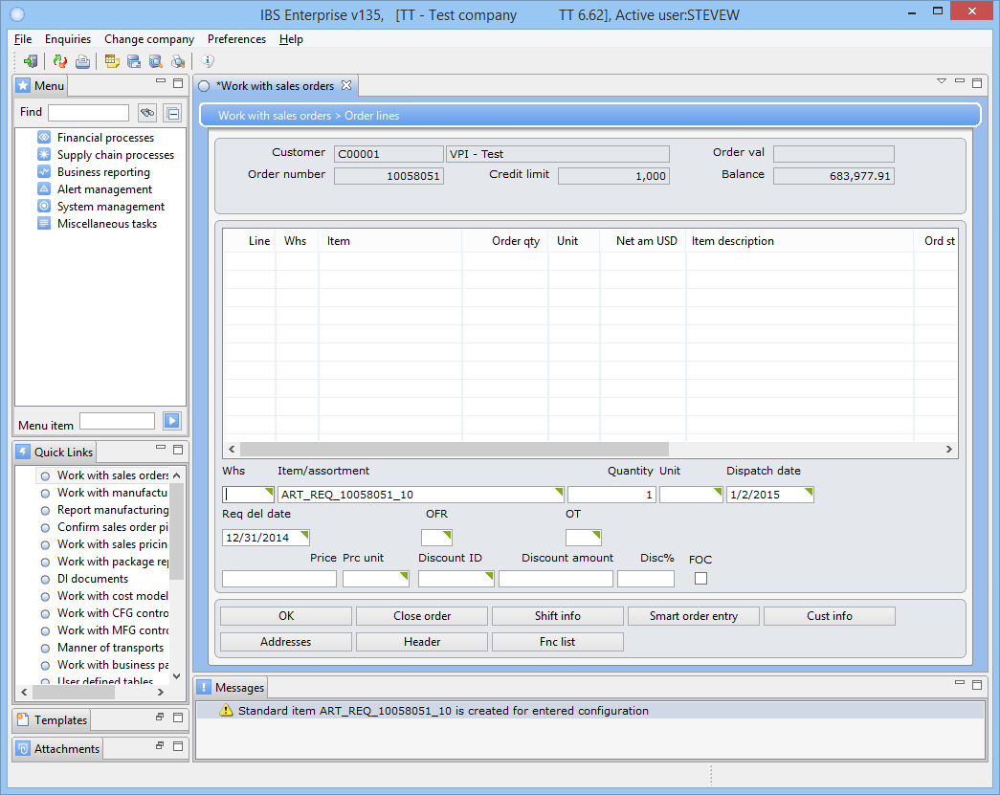 IBS Enterprise v135, [TT - Test company TT 6.62], Active user:STEVEW
File Enquiries Change company Preferences Help
Menu
Find
Financial processes
Supply chain processes
Business reporting
Alert management
System management
Miscellaneous tasks
Menu item
Quick Links
Work with sales orders
Work with manufactu
Report manufacturing
Confirm sales order pi
Work with sales pricin
Work with package rep
DI documents
Work with cost model
Work with CFG contro
Work with MFG contro
Manner of transports
Work with business pa
User defined tables
Templates
Attachments
*Work with sales orders
Work with sales orders > Order lines
Customer C00001 VPI - Test Order val
Order number 10058051 Credit limit 1,000 Balance 683,977.91
Line Whs Item Order qty Unit Net am USD Item description Ord st
Whs Item/assortment Quantity Unit Dispatch date
ART_REQ_10058051_10 1 1/2/2015
Req del date OFR OT
12/31/2014
Price Prc unit Discount ID Discount amount Disc% FOC
OK Close order Shift info Smart order entry Cust info
Addresses Header Fnc list
Messages
Standard item ART_REQ_10058051_10 is created for entered configuration